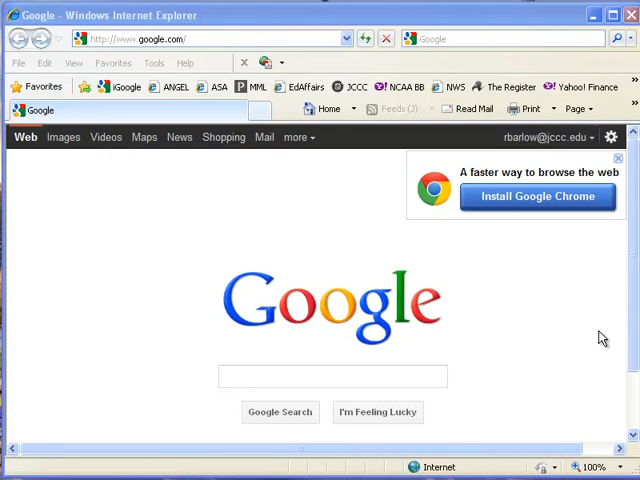 Google - Windows Internet Explorer
http://www.google.com/
Google
File Edit View Favorites Tools Help
Favorites iGoogle ANGEL ASA MML EdAffairs JCCC NCAA BB NWS The Register Yahoo! Finance
Google
Home Feeds (J) Read Mail Print Page
Web Images Videos Maps News Shopping Mail more
rbarlow@jccc.edu
A faster way to browse the web
Install Google Chrome
Google
Google Search I'm Feeling Lucky
Internet 100%